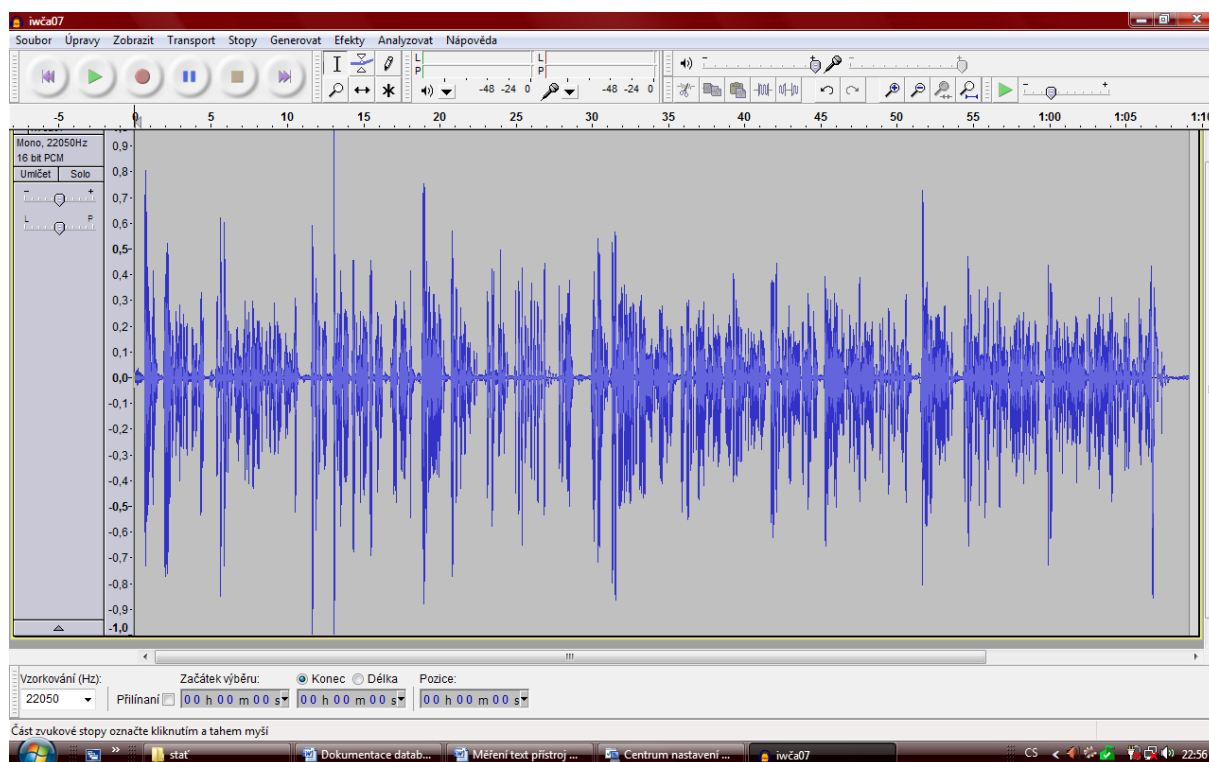 iwča07
Soubor Úpravy Zobrazit Transport Stopy Generovat Efekty Analyzovat Nápověda
L L
P P
-48 -24 0 -48 -24 0
-5 0 5 10 15 20 25 30 35 40 45 50 55 1:00 1:05 1:10
Mono, 22050Hz
16 bit PCM
Umlčet Solo
- +
L P
0,9
0,8
0,7
0,6
0,5
0,4
0,3
0,2
0,1
0,0
-0,1
-0,2
-0,3
-0,4
-0,5
-0,6
-0,7
-0,8
-0,9
-1,0
Vzorkování (Hz): Začátek výběru: Konec Délka Pozice:
22050 Přilínaní 00 h 00 m 00 s 00 h 00 m 00 s 00 h 00 m 00 s
Část zvukové stopy označte kliknutím a tahem myší
stať Dokumentace datab... Měření text přístroj ... Centrum nastavení ... iwča07 CS 22:56